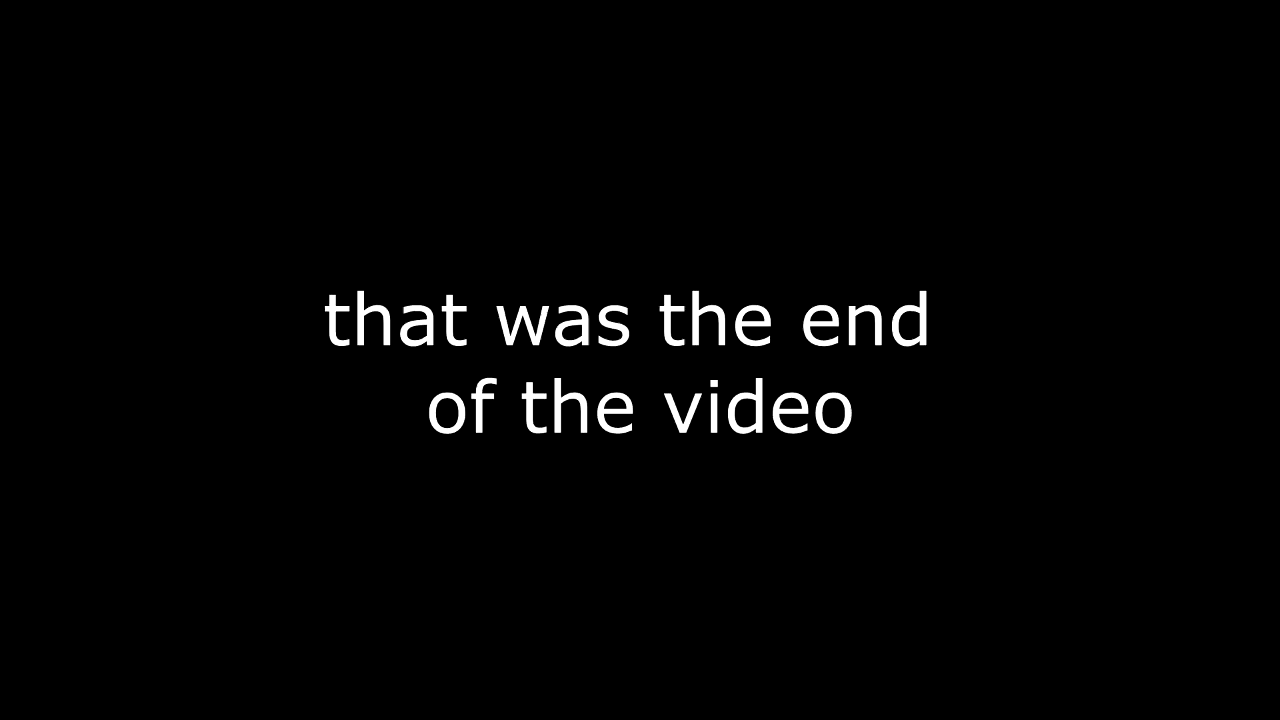 that was the end
of the video